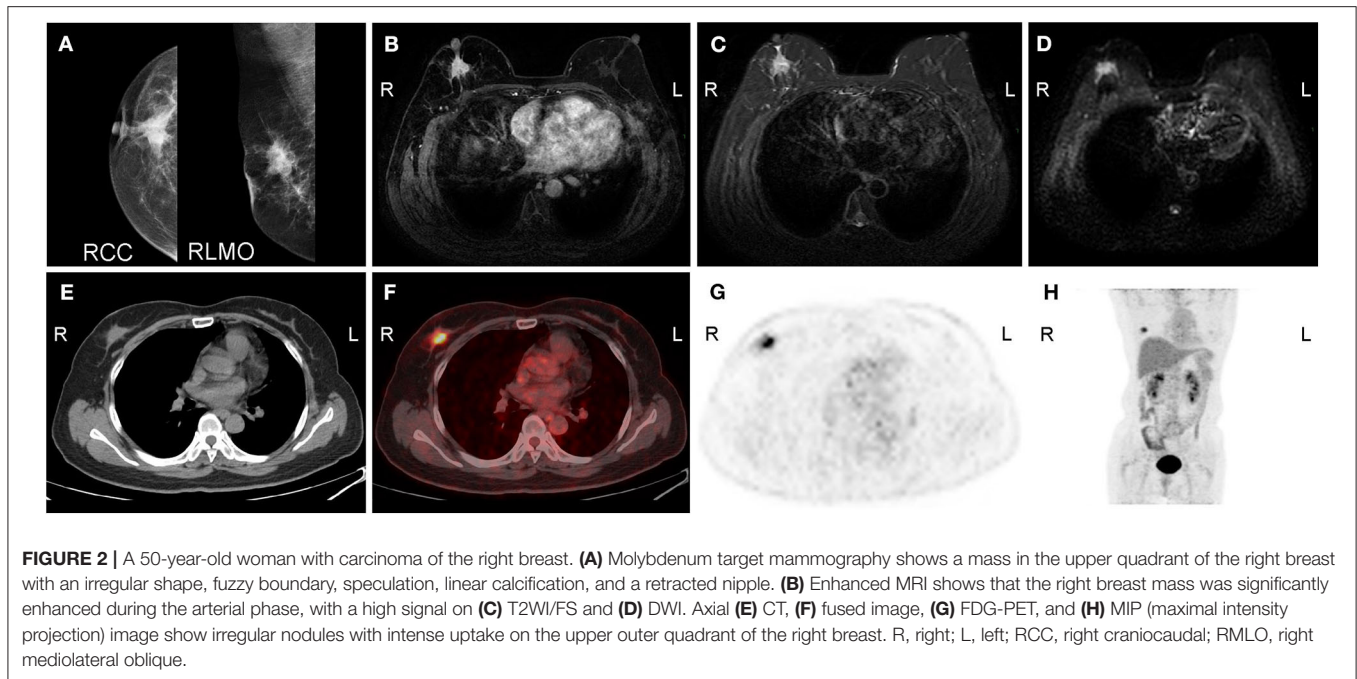 A
B
C
D
R
L
R
L
R
L
RCC
RLMO
E
F
G
H
R
L
R
L
R
L
R
L
FIGURE 2 | A 50-year-old woman with carcinoma of the right breast. (A) Molybdenum target mammography shows a mass in the upper quadrant of the right breast
with an irregular shape, fuzzy boundary, speculation, linear calcification, and a retracted nipple. (B) Enhanced MRI shows that the right breast mass was significantly
enhanced during the arterial phase, with a high signal on (C) T2WI/FS and (D) DWI. Axial (E) CT, (F) fused image, (G) FDG-PET, and (H) MIP (maximal intensity
projection) image show irregular nodules with intense uptake on the upper outer quadrant of the right breast. R, right; L, left; RCC, right craniocaudal; RMLO, right
mediolateral oblique.